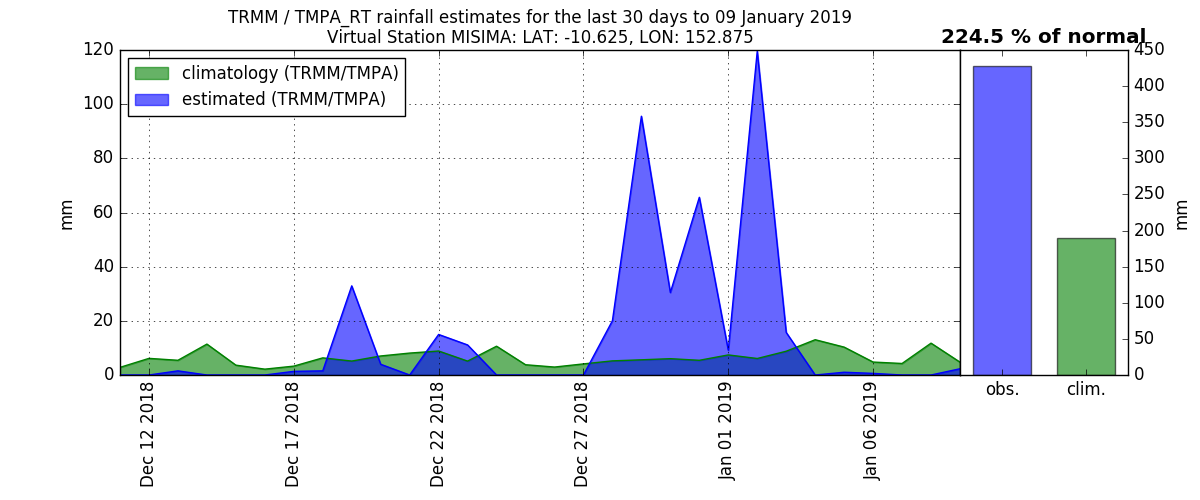 TRMM / TMPA_RT rainfall estimates for the last 30 days to 09 January 2019
Virtual Station MISIMA: LAT: -10.625, LON: 152.875
224.5 % of normal
climatology (TRMM/TMPA)
estimated (TRMM/TMPA)
mm
120
100
80
60
40
20
0
Dec 12 2018
Dec 17 2018
Dec 22 2018
Dec 27 2018
Jan 01 2019
Jan 06 2019
obs.
clim.
450
400
350
300
250
200
150
100
50
0
mm